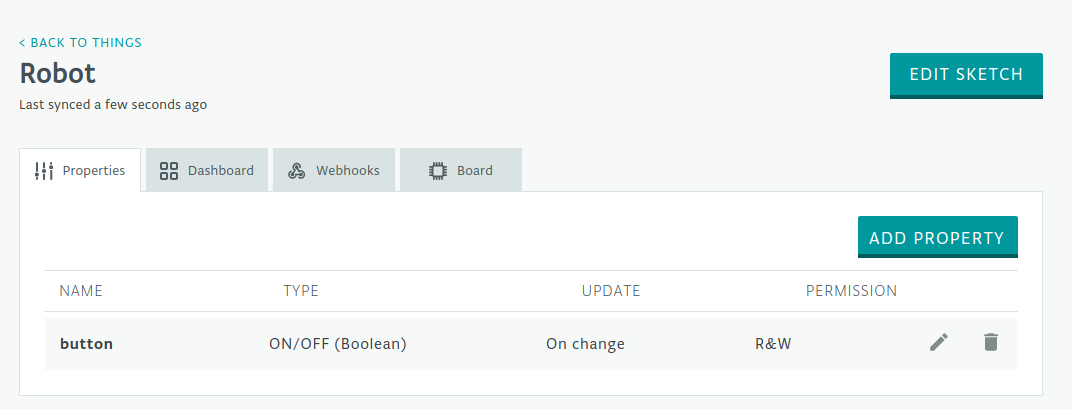 < BACK TO THINGS
Robot
Last synced a few seconds ago
EDIT SKETCH
Properties Dashboard Webhooks Board
ADD PROPERTY
NAME TYPE UPDATE PERMISSION
button ON/OFF (Boolean) On change R&W